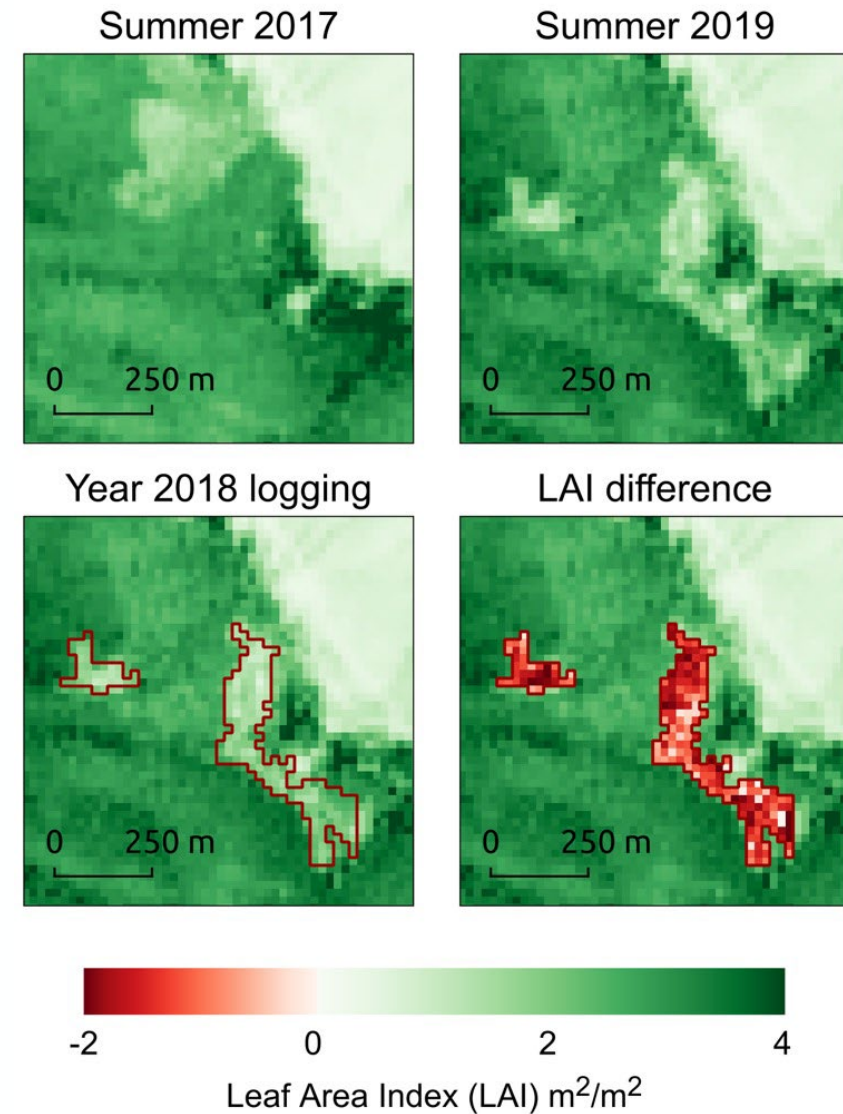 Summer 2017
Summer 2019
0 250 m
0 250 m
Year 2018 logging
LAI difference
0 250 m
0 250 m
-2 0 2 4
Leaf Area Index (LAI) m²/m²